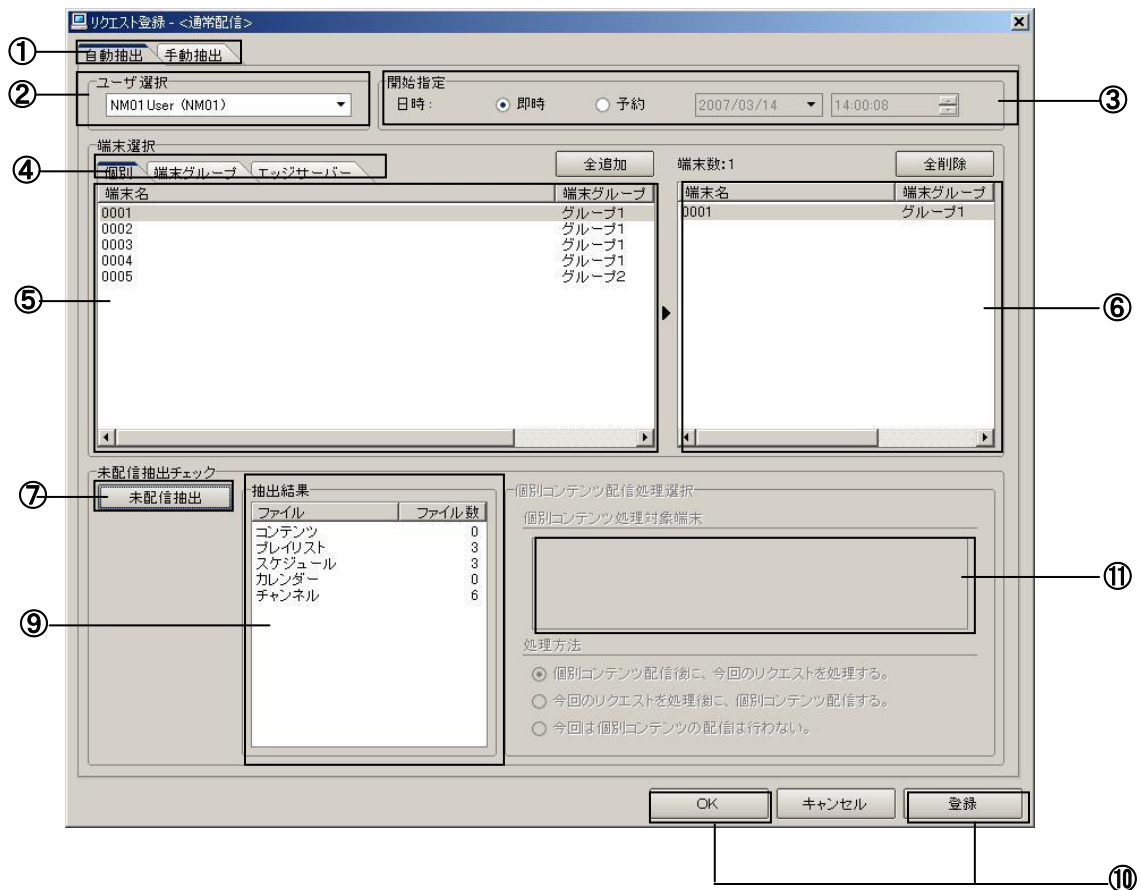 リクエスト登録 - <通常配信>
① 自動抽出 手動抽出
② ユーザ選択 開始指定
NM01User (NM01) 日時: 即時 予約 2007/03/14 14:00:08 ③
端末選択
④ 個別 端末グループ エッジサーバー 全追加 端末数:1 全削除
端末名 端末グループ 端末名 端末グループ
0001 グループ1 0001 グループ1
0002 グループ1
0003 グループ1
0004 グループ1
0005 グループ2
⑤ ⑥
未配信抽出チェック
⑦ 未配信抽出 抽出結果 個別コンテンツ配信処理選択
ファイル ファイル数 個別コンテンツ処理対象端末
コンテンツ 0
プレイリスト 3
スケジュール 3
カレンダー 0
チャンネル 6
⑪
⑨
処理方法
個別コンテンツ配信後に、今回のリクエストを処理する。
今回のリクエストを処理後に、個別コンテンツ配信する。
今回は個別コンテンツの配信は行わない。
OK キャンセル 登録
⑩